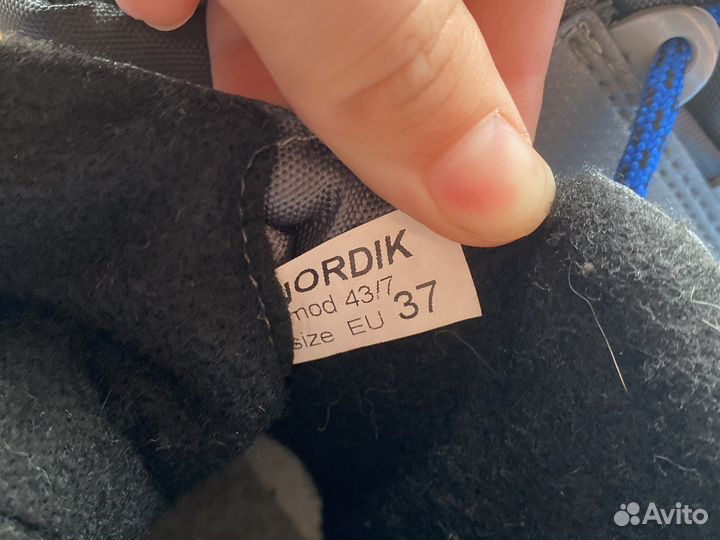 NORDIK
mod 43/7
size EU 37
Avito